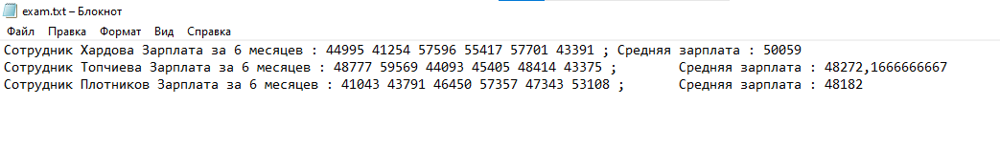 exam.txt – Блокнот
Файл Правка Формат Вид Справка
Сотрудник Хардова Зарплата за 6 месяцев : 44995 41254 57596 55417 57701 43391 ; Средняя зарплата : 50059
Сотрудник Топчиева Зарплата за 6 месяцев : 48777 59569 44093 45405 48414 43375 ; Средняя зарплата : 48272,1666666667
Сотрудник Плотников Зарплата за 6 месяцев : 41043 43791 46450 57357 47343 53108 ; Средняя зарплата : 48182